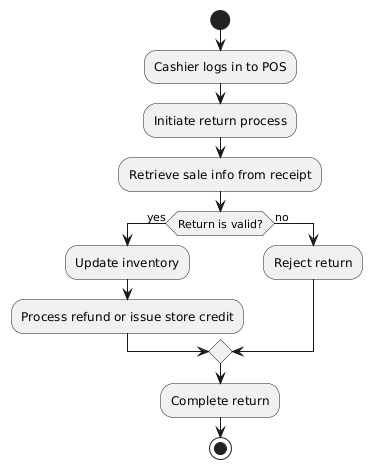 Cashier logs in to POS
Initiate return process
Retrieve sale info from receipt
yes
Return is valid?
no
Update inventory
Reject return
Process refund or issue store credit
Complete return